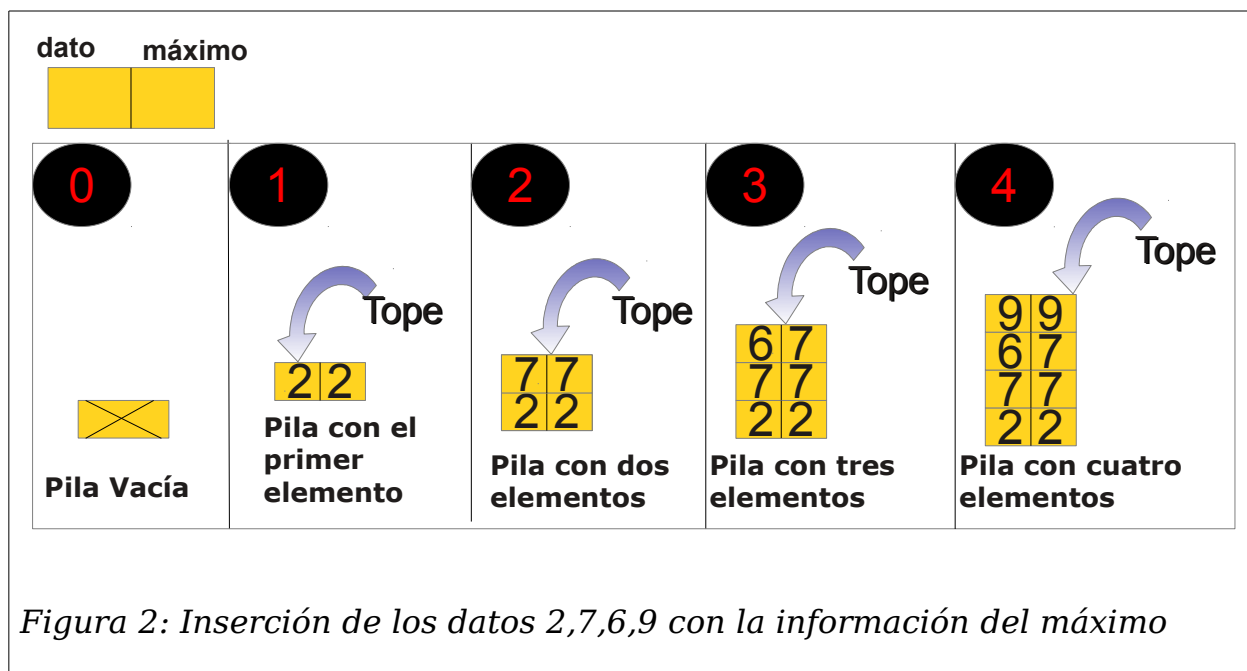 dato máximo
0 1 2 3 4
Tope
Tope
Tope
Tope
2 2
7 7
2 2
6 7
7 7
2 2
9 9
6 7
7 7
2 2
Pila Vacía
Pila con el
primer
elemento
Pila con dos
elementos
Pila con tres
elementos
Pila con cuatro
elementos
Figura 2: Inserción de los datos 2,7,6,9 con la información del máximo